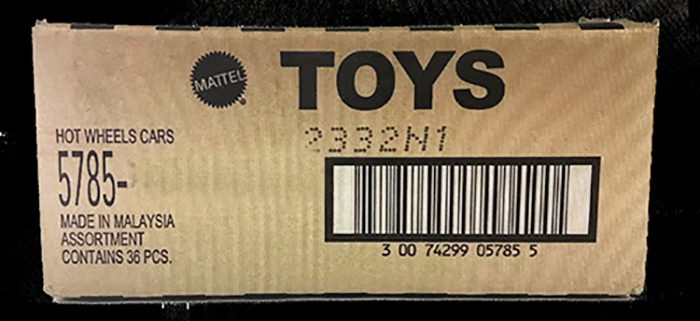 MATTEL
TOYS
2332N1
HOT WHEELS CARS
5785-
MADE IN MALAYSIA
ASSORTMENT
CONTAINS 36 PCS.
3 00 74299 05785 5